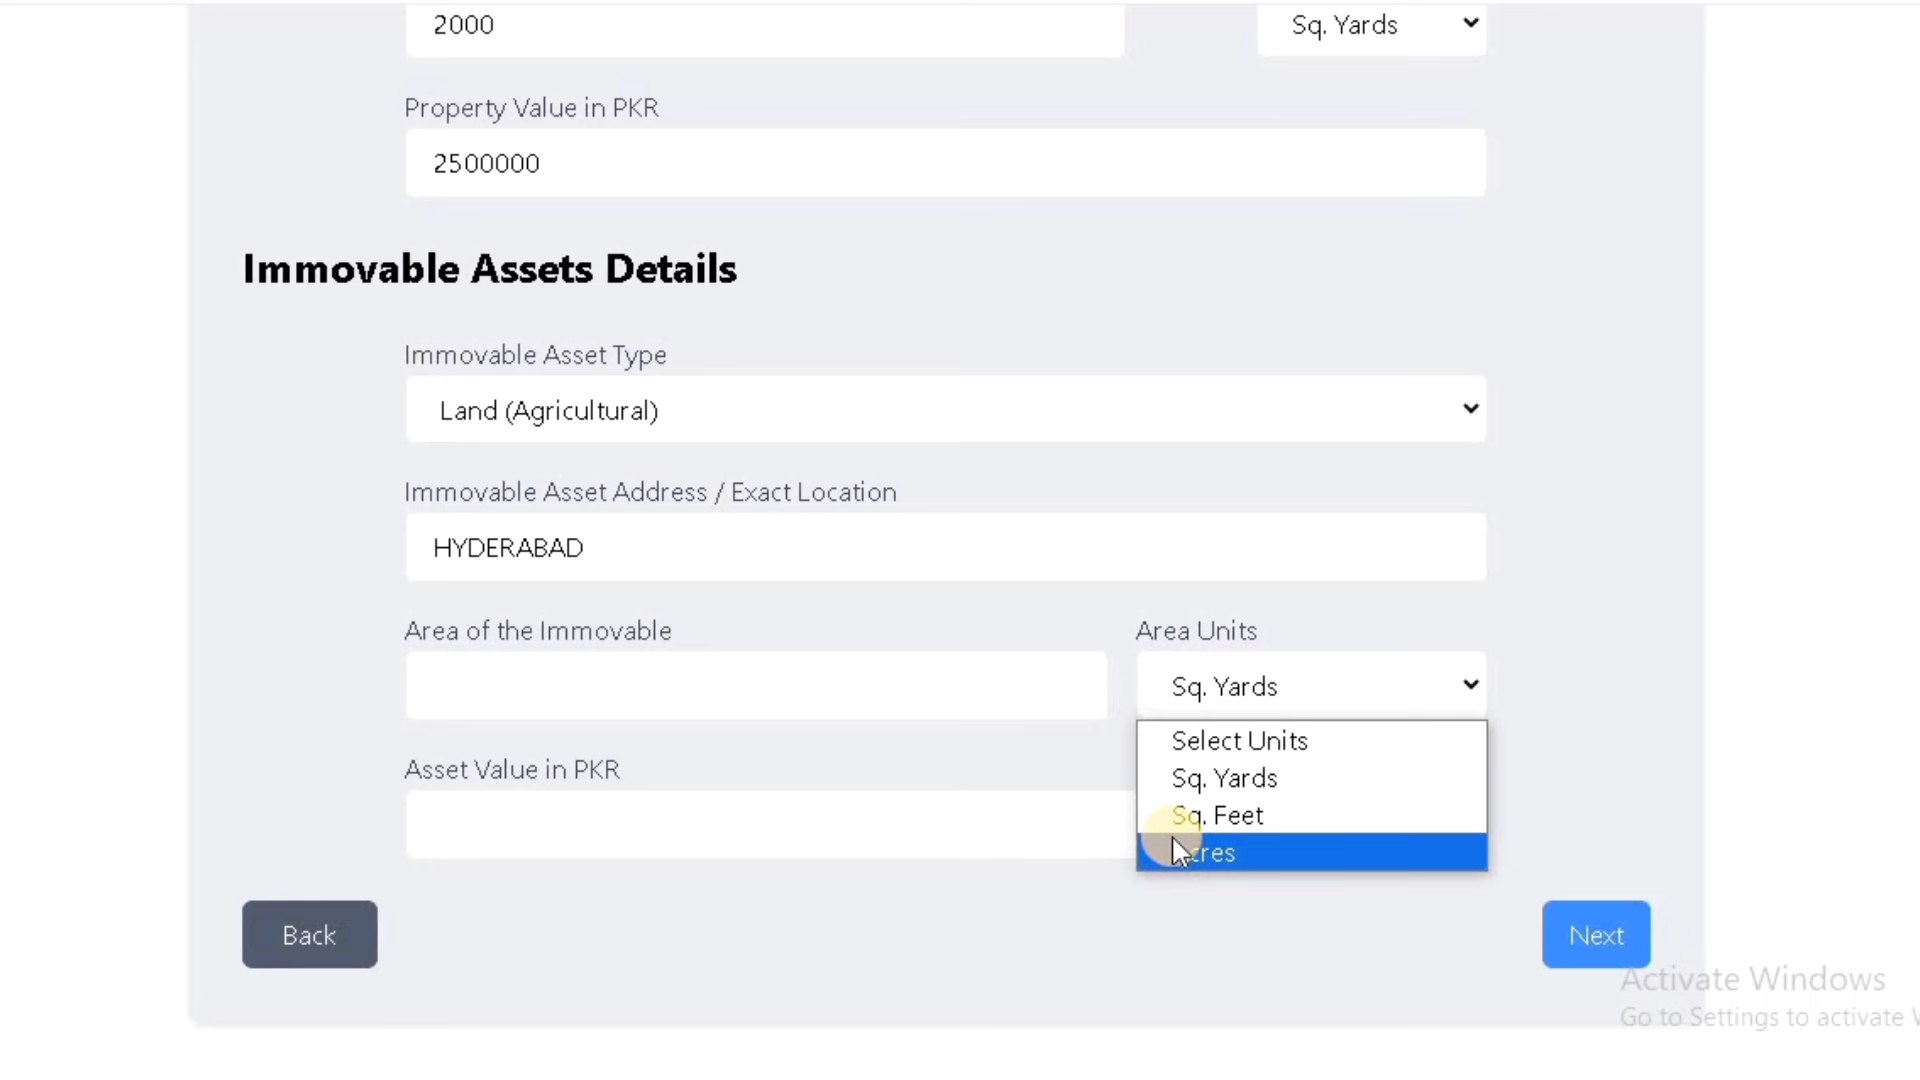 2000
Sq. Yards
Property Value in PKR
2500000
Immovable Assets Details
Immovable Asset Type
Land (Agricultural)
Immovable Asset Address / Exact Location
HYDERABAD
Area of the Immovable
Area Units
Sq. Yards
Select Units
Sq. Yards
Sq. Feet
Acres
Asset Value in PKR
Back
Next
Activate Windows
Go to Settings to activate W